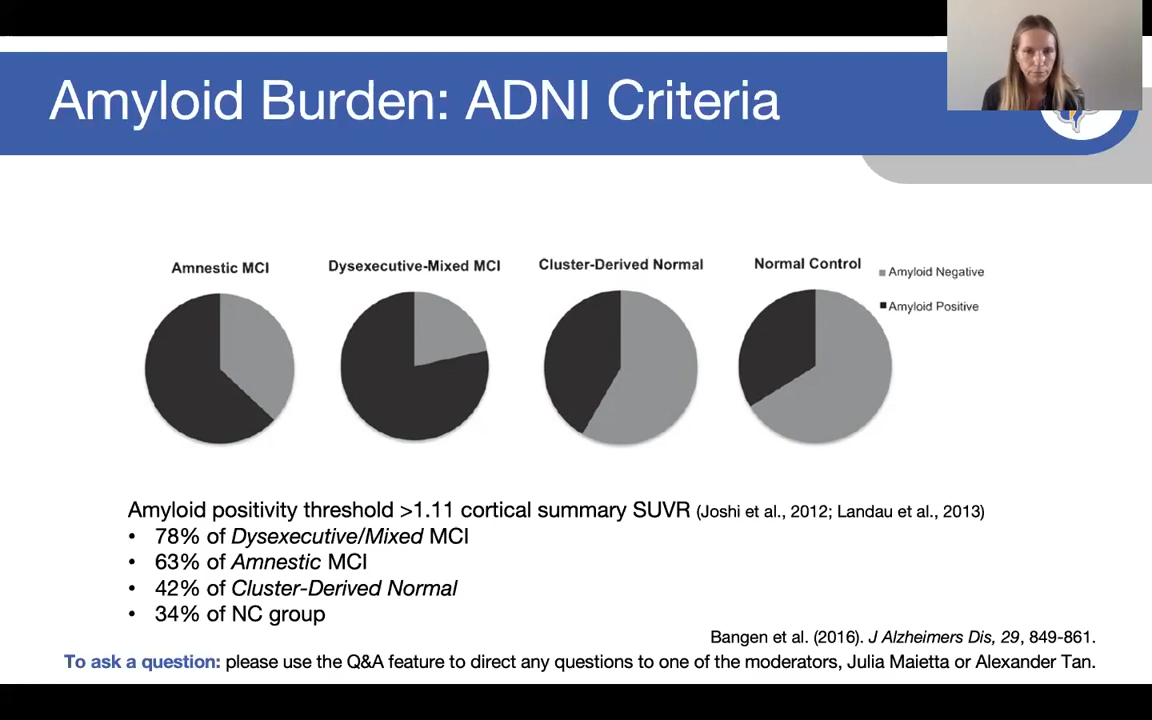 Amyloid Burden: ADNI Criteria
Amnestic MCI
Dysexecutive-Mixed MCI
Cluster-Derived Normal
Normal Control
Amyloid Negative
Amyloid Positive
Amyloid positivity threshold >1.11 cortical summary SUVR (Joshi et al., 2012; Landau et al., 2013)
• 78% of Dysexecutive/Mixed MCI
• 63% of Amnestic MCI
• 42% of Cluster-Derived Normal
• 34% of NC group
Bangen et al. (2016). J Alzheimers Dis, 29, 849-861.
To ask a question: please use the Q&A feature to direct any questions to one of the moderators, Julia Maietta or Alexander Tan.